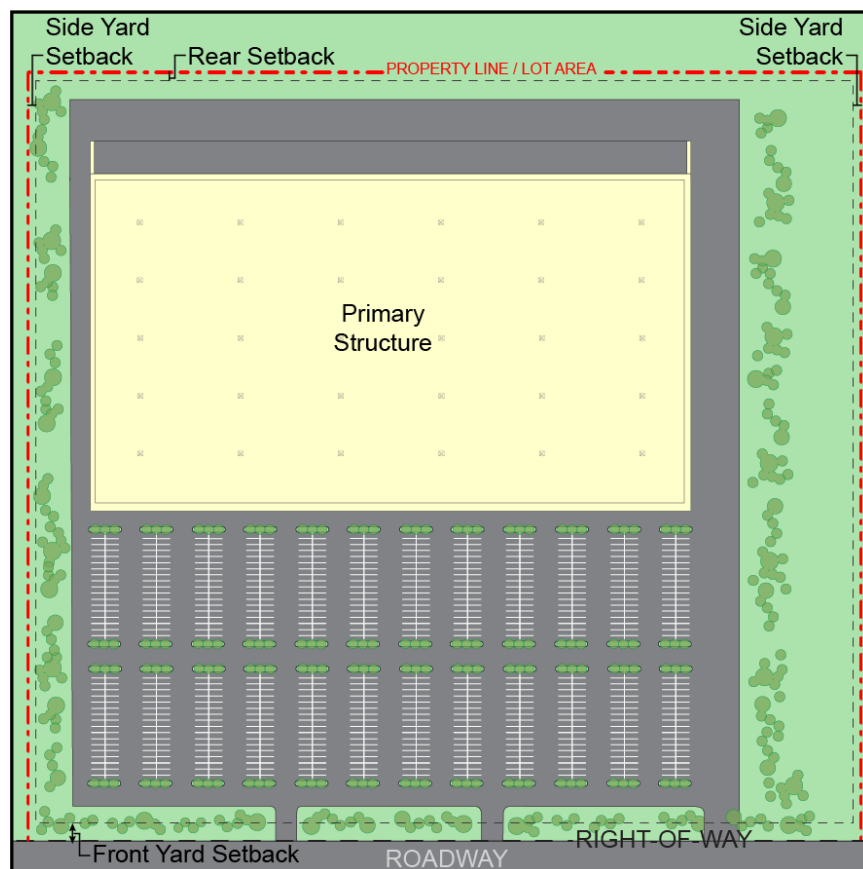 Side Yard
Setback
Rear Setback
Side Yard
Setback
PROPERTY LINE / LOT AREA
Primary
Structure
RIGHT-OF-WAY
Front Yard Setback
ROADWAY